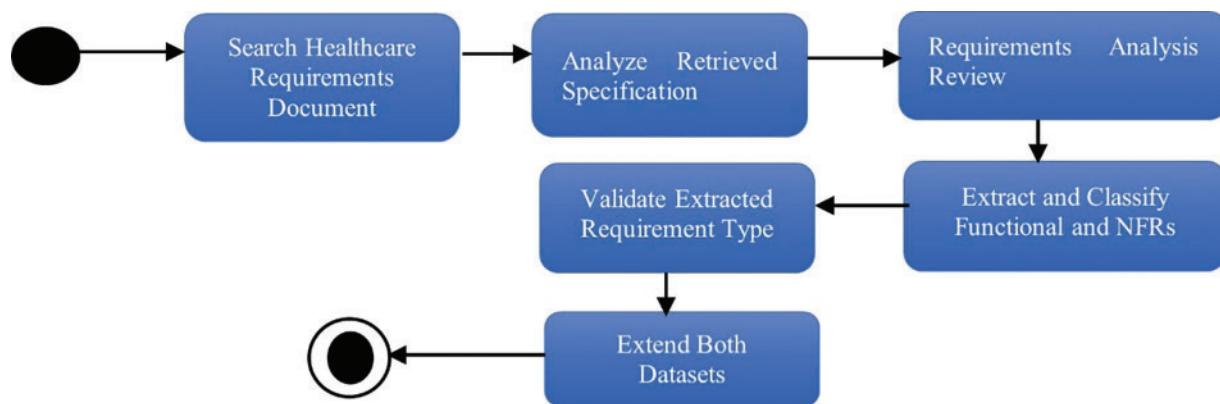 Search Healthcare
Requirements
Document
Analyze Retrieved
Specification
Requirements Analysis
Review
Extract and Classify
Functional and NFRs
Validate Extracted
Requirement Type
Extend Both
Datasets